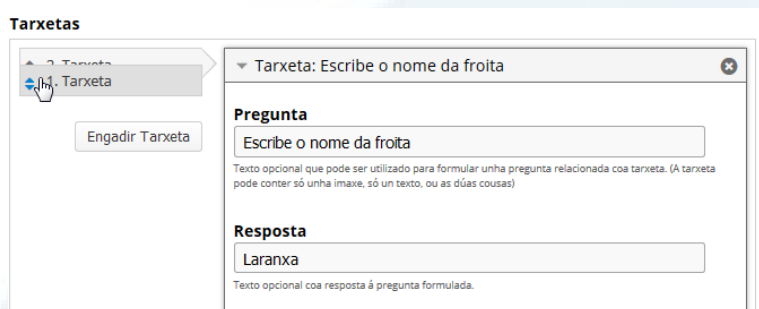 Tarxetas
2. Tarxeta
1. Tarxeta
Engadir Tarxeta
Tarxeta: Escribe o nome da froita
Pregunta
Escribe o nome da froita
Texto opcional que pode ser utilizado para formular unha pregunta relacionada coa tarxeta. (A tarxeta
pode conter só unha imaxe, só un texto, ou as dúas cousas)
Resposta
Laranxa
Texto opcional coa resposta á pregunta formulada.